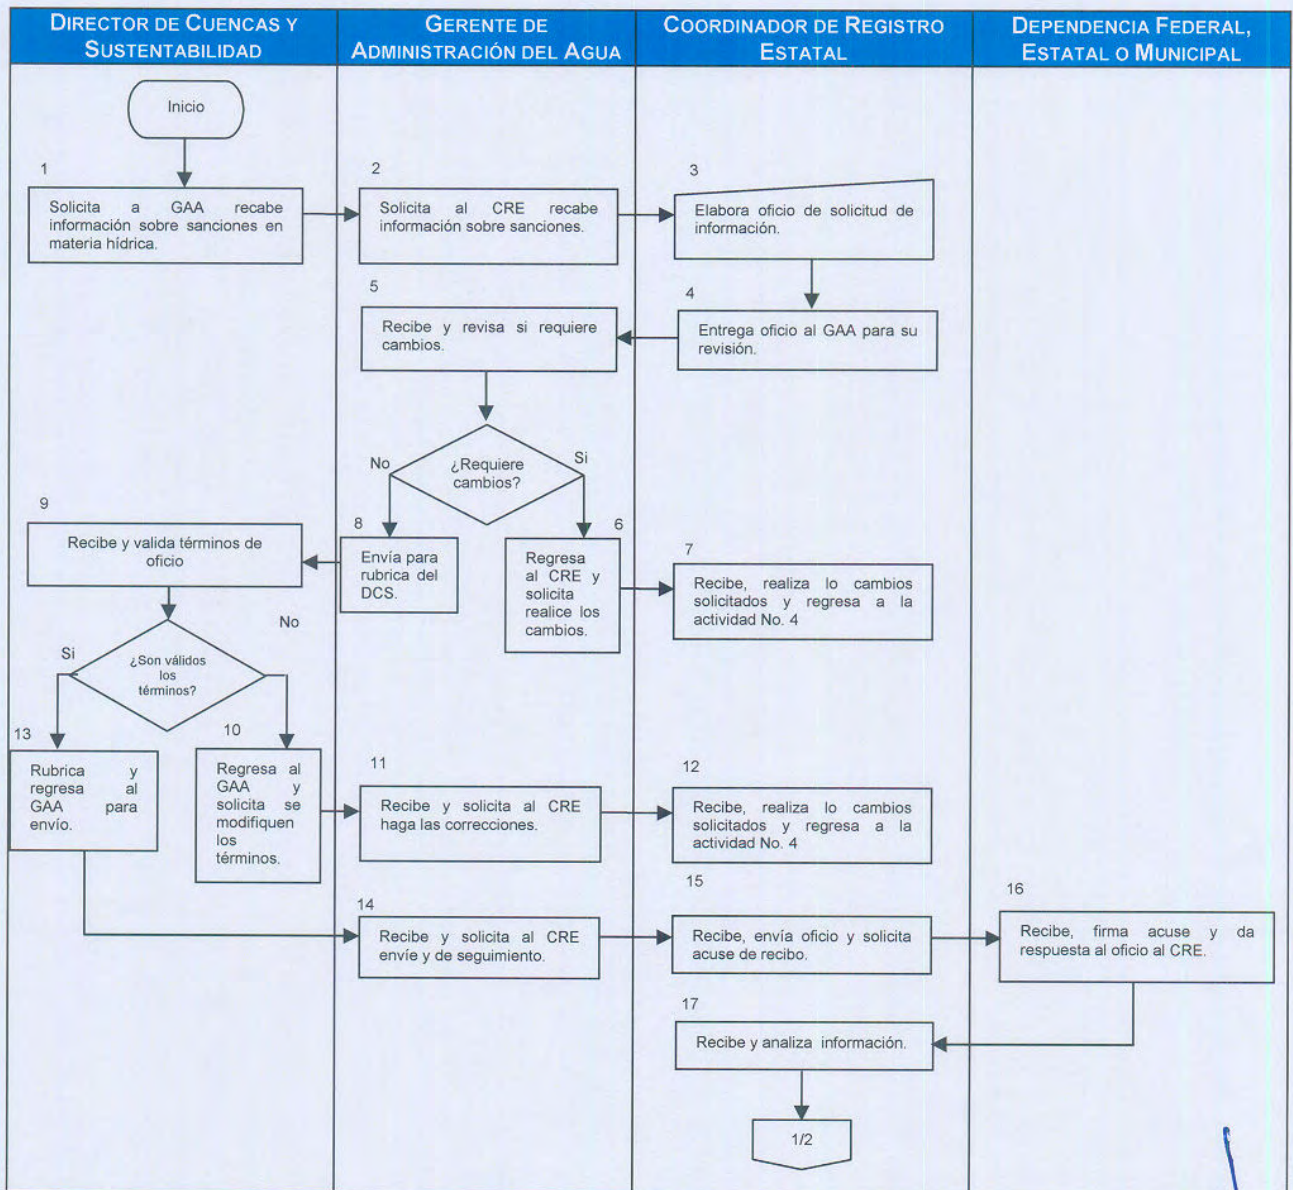 DIRECTOR DE CUENCAS Y
SUSTENTABILIDAD
GERENTE DE
ADMINISTRACIÓN DEL AGUA
COORDINADOR DE REGISTRO
ESTATAL
DEPENDENCIA FEDERAL,
ESTATAL O MUNICIPAL
Inicio
1
Solicita a GAA recabe
información sobre sanciones en
materia hídrica.
2
Solicita al CRE recabe
información sobre sanciones.
3
Elabora oficio de solicitud de
información.
4
Entrega oficio al GAA para su
revisión.
5
Recibe y revisa si requiere
cambios.
¿Requiere
cambios?
No
Si
6
Regresa
al CRE y
solicita
realice los
cambios.
7
Recibe, realiza lo cambios
solicitados y regresa a la
actividad No. 4
8
Envía para
rubrica del
DCS.
9
Recibe y valida términos de
oficio
¿Son válidos
los
términos?
Si
No
10
Regresa al
GAA y
solicita se
modifiquen
los
términos.
11
Recibe y solicita al CRE
haga las correcciones.
12
Recibe, realiza lo cambios
solicitados y regresa a la
actividad No. 4
13
Rubrica y
regresa al
GAA para
envío.
14
Recibe y solicita al CRE
envíe y de seguimiento.
15
Recibe, envía oficio y solicita
acuse de recibo.
16
Recibe, firma acuse y da
respuesta al oficio al CRE.
17
Recibe y analiza información.
1/2